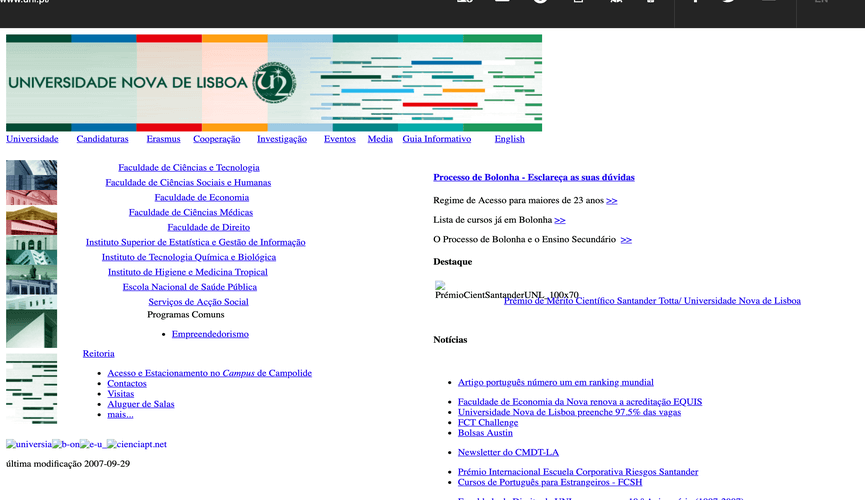 www.unl.pt/
EN
UNIVERSIDADE NOVA DE LISBOA
Universidade Candidaturas Erasmus Cooperação Investigação Eventos Media Guia Informativo English
Faculdade de Ciências e Tecnologia
Faculdade de Ciências Sociais e Humanas
Faculdade de Economia
Faculdade de Ciências Médicas
Faculdade de Direito
Instituto Superior de Estatística e Gestão de Informação
Instituto de Tecnologia Química e Biológica
Instituto de Higiene e Medicina Tropical
Escola Nacional de Saúde Pública
Serviços de Acção Social
Programas Comuns
Empreendedorismo
Reitoria
Acesso e Estacionamento no Campus de Campolide
Contactos
Visitas
Aluguer de Salas
mais...
universia b-on e-u_ cienciapt.net
última modificação 2007-09-29
Processo de Bolonha - Esclareça as suas dúvidas
Regime de Acesso para maiores de 23 anos >>
Lista de cursos já em Bolonha >>
O Processo de Bolonha e o Ensino Secundário >>
Destaque
PrémioCientSantanderUNL_100x70
Prémio de Mérito Científico Santander Totta/ Universidade Nova de Lisboa
Notícias
Artigo português número um em ranking mundial
Faculdade de Economia da Nova renova a acreditação EQUIS
Universidade Nova de Lisboa preenche 97.5% das vagas
FCT Challenge
Bolsas Austin
Newsletter do CMDT-LA
Prémio Internacional Escuela Corporativa Riesgos Santander
Cursos de Português para Estrangeiros - FCSH